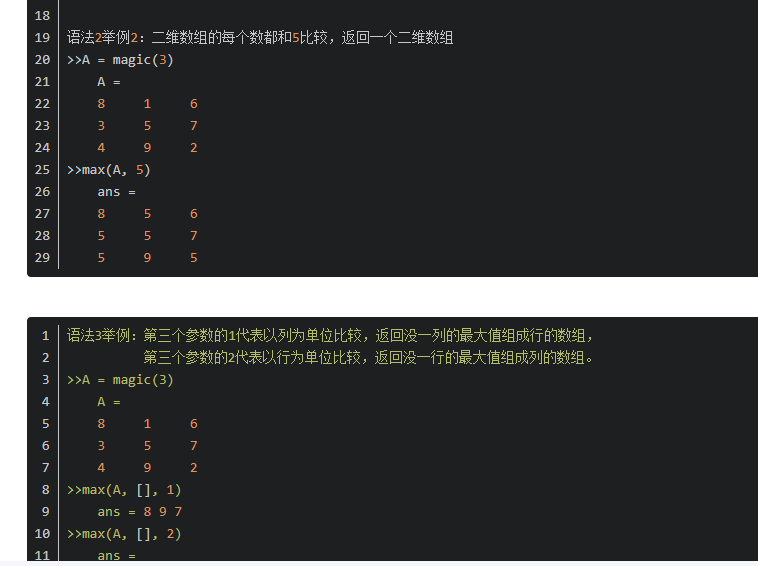 18
19 语法2举例2：二维数组的每个数都和5比较，返回一个二维数组
20 >>A = magic(3)
21 A =
22 8 1 6
23 3 5 7
24 4 9 2
25 >>max(A, 5)
26 ans =
27 8 5 6
28 5 5 7
29 5 9 5
1 语法3举例：第三个参数的1代表以列为单位比较，返回没一列的最大值组成行的数组，
2 第三个参数的2代表以行为单位比较，返回没一行的最大值组成列的数组。
3 >>A = magic(3)
4 A =
5 8 1 6
6 3 5 7
7 4 9 2
8 >>max(A, [], 1)
9 ans = 8 9 7
10 >>max(A, [], 2)
11 ans =